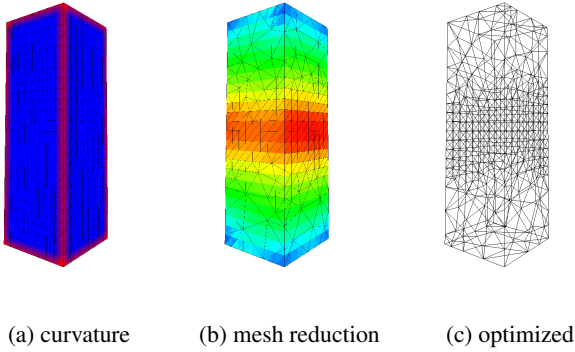 (a) curvature
(b) mesh reduction
(c) optimized